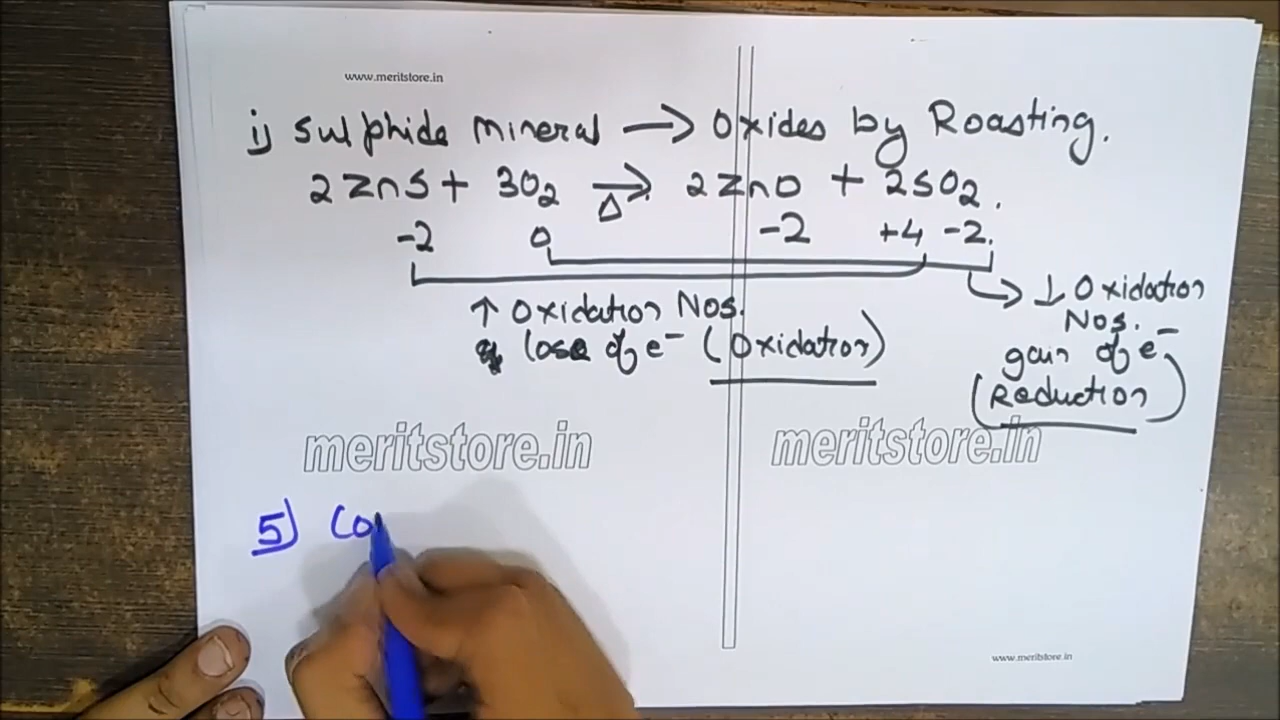 www.meritstore.in
i) Sulphide mineral → Oxides by Roasting.
2ZnS + 3O₂ →Δ 2ZnO + 2SO₂.
-2 0 -2 +4 -2.
↑ Oxidation Nos.
lose of e⁻ (Oxidation)
→ ↓ Oxidation
Nos.
gain of e⁻
(Reduction)
meritstore.in meritstore.in
5) Co
www.meritstore.in